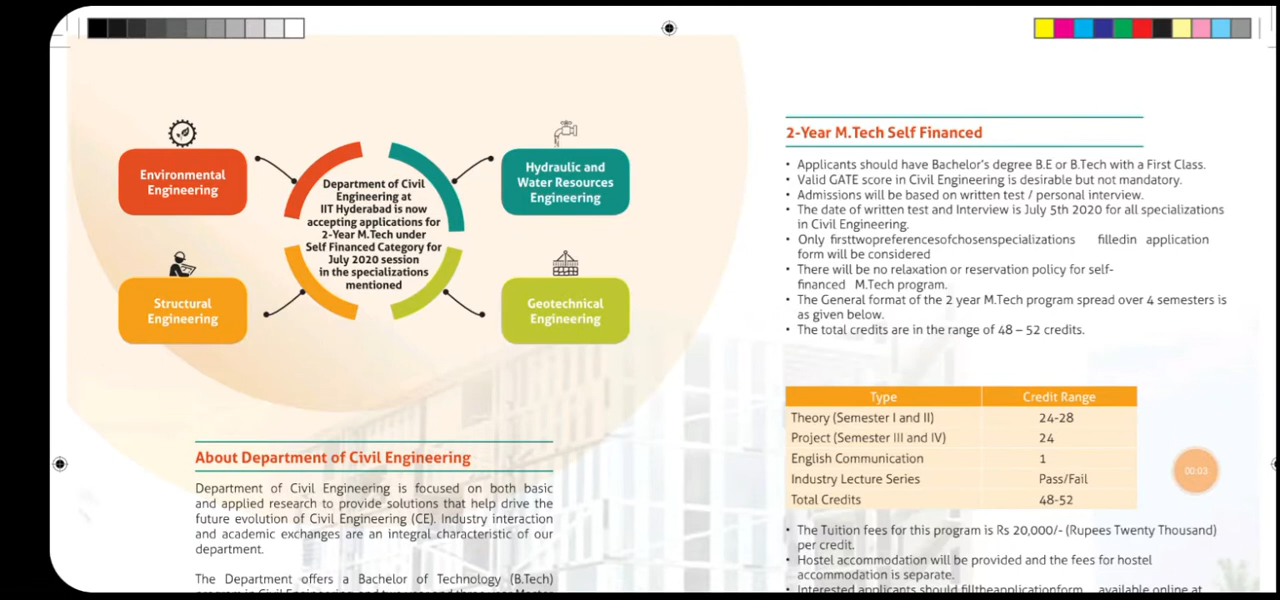 Environmental
Engineering
Hydraulic and
Water Resources
Engineering
Department of Civil
Engineering at
IIT Hyderabad is now
accepting applications for
2-Year M.Tech under
Self Financed Category for
July 2020 session
in the specializations
mentioned
Structural
Engineering
Geotechnical
Engineering
About Department of Civil Engineering
Department of Civil Engineering is focused on both basic
and applied research to provide solutions that help drive the
future evolution of Civil Engineering (CE). Industry interaction
and academic exchanges are an integral characteristic of our
department.
The Department offers a Bachelor of Technology (B.Tech)
2-Year M.Tech Self Financed
• Applicants should have Bachelor's degree B.E or B.Tech with a First Class.
• Valid GATE score in Civil Engineering is desirable but not mandatory.
• Admissions will be based on written test / personal interview.
• The date of written test and Interview is July 5th 2020 for all specializations
in Civil Engineering.
• Only firsttwopreferencesofchosenspecializations filledin application
form will be considered
• There will be no relaxation or reservation policy for self-
financed M.Tech program.
• The General format of the 2 year M.Tech program spread over 4 semesters is
as given below.
• The total credits are in the range of 48 – 52 credits.
Type Credit Range
Theory (Semester I and II) 24-28
Project (Semester III and IV) 24
English Communication 1
Industry Lecture Series Pass/Fail
Total Credits 48-52
00:03
• The Tuition fees for this program is Rs 20,000/- (Rupees Twenty Thousand)
per credit.
• Hostel accommodation will be provided and the fees for hostel
accommodation is separate.
• Interested applicants should filltheapplicationform available online at